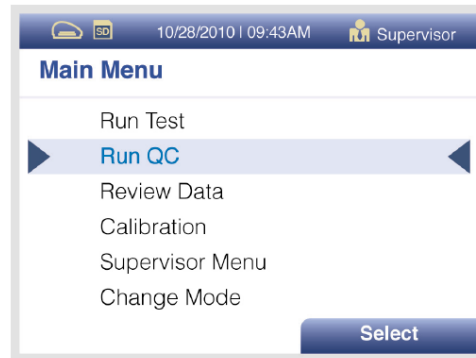 SD 10/28/2010 | 09:43AM Supervisor
Main Menu
Run Test
Run QC
Review Data
Calibration
Supervisor Menu
Change Mode
Select